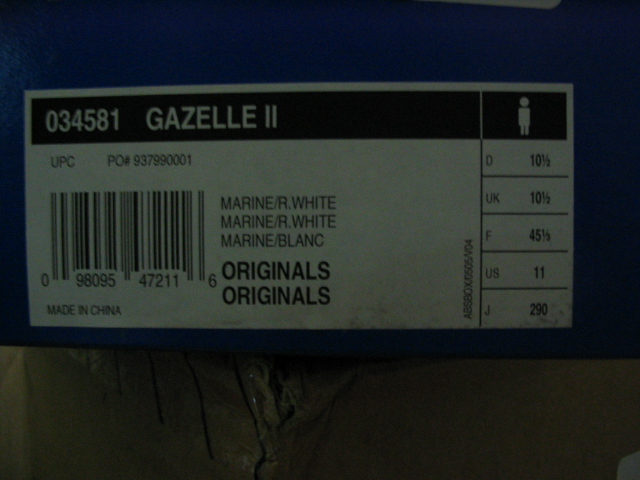 034581 GAZELLE II
UPC PO# 937990001
MARINE/R.WHITE
MARINE/R.WHITE
MARINE/BLANC
0 98095 47211 6
ORIGINALS
ORIGINALS
MADE IN CHINA
D 10½
UK 10½
F 45⅓
US 11
J 290